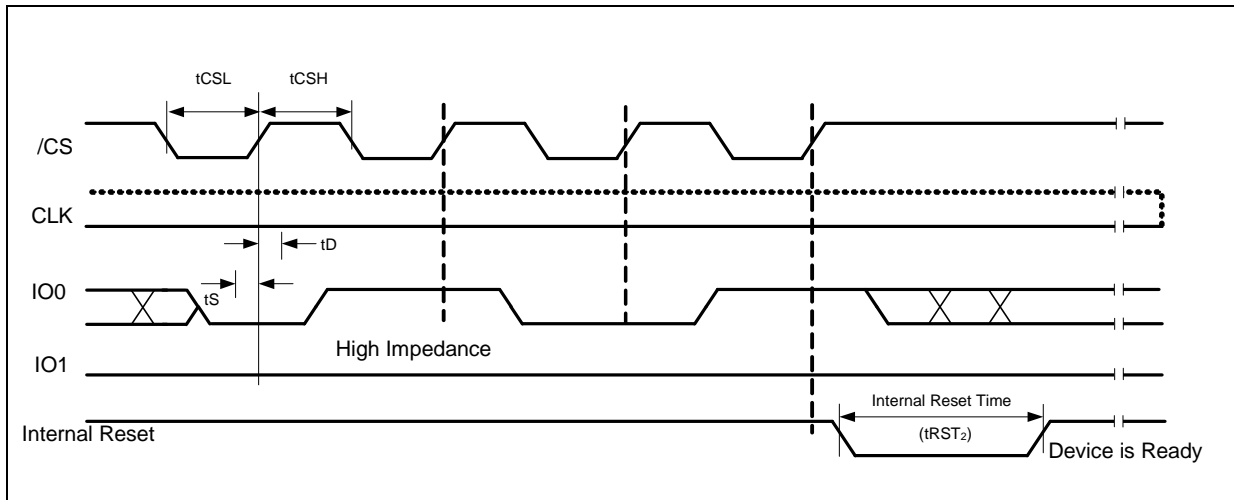 tCSL
tCSH
/CS
CLK
tD
IO0
tS
High Impedance
IO1
Internal Reset Time
Internal Reset
(tRST₂)
Device is Ready